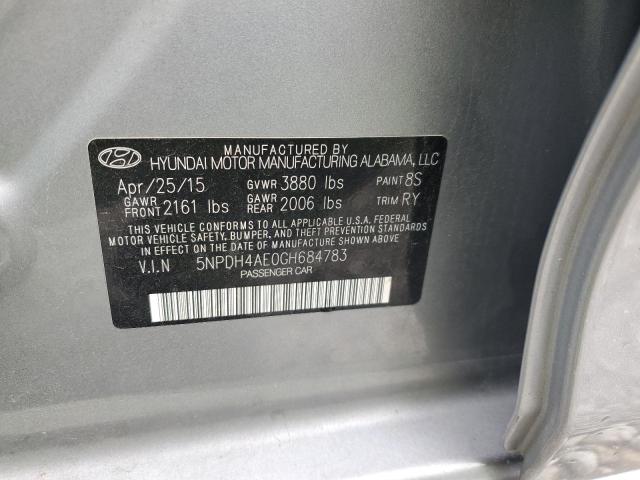 MANUFACTURED BY
HYUNDAI MOTOR MANUFACTURING ALABAMA, LLC
Apr/25/15 GVWR 3880 lbs PAINT 8S
GAWR FRONT 2161 lbs GAWR REAR 2006 lbs TRIM RY
THIS VEHICLE CONFORMS TO ALL APPLICABLE U.S.A. FEDERAL
MOTOR VEHICLE SAFETY, BUMPER, AND THEFT PREVENTION STANDARDS
IN EFFECT ON THE DATE OF MANUFACTURE SHOWN ABOVE.
V.I.N 5NPDH4AE0GH684783
PASSENGER CAR